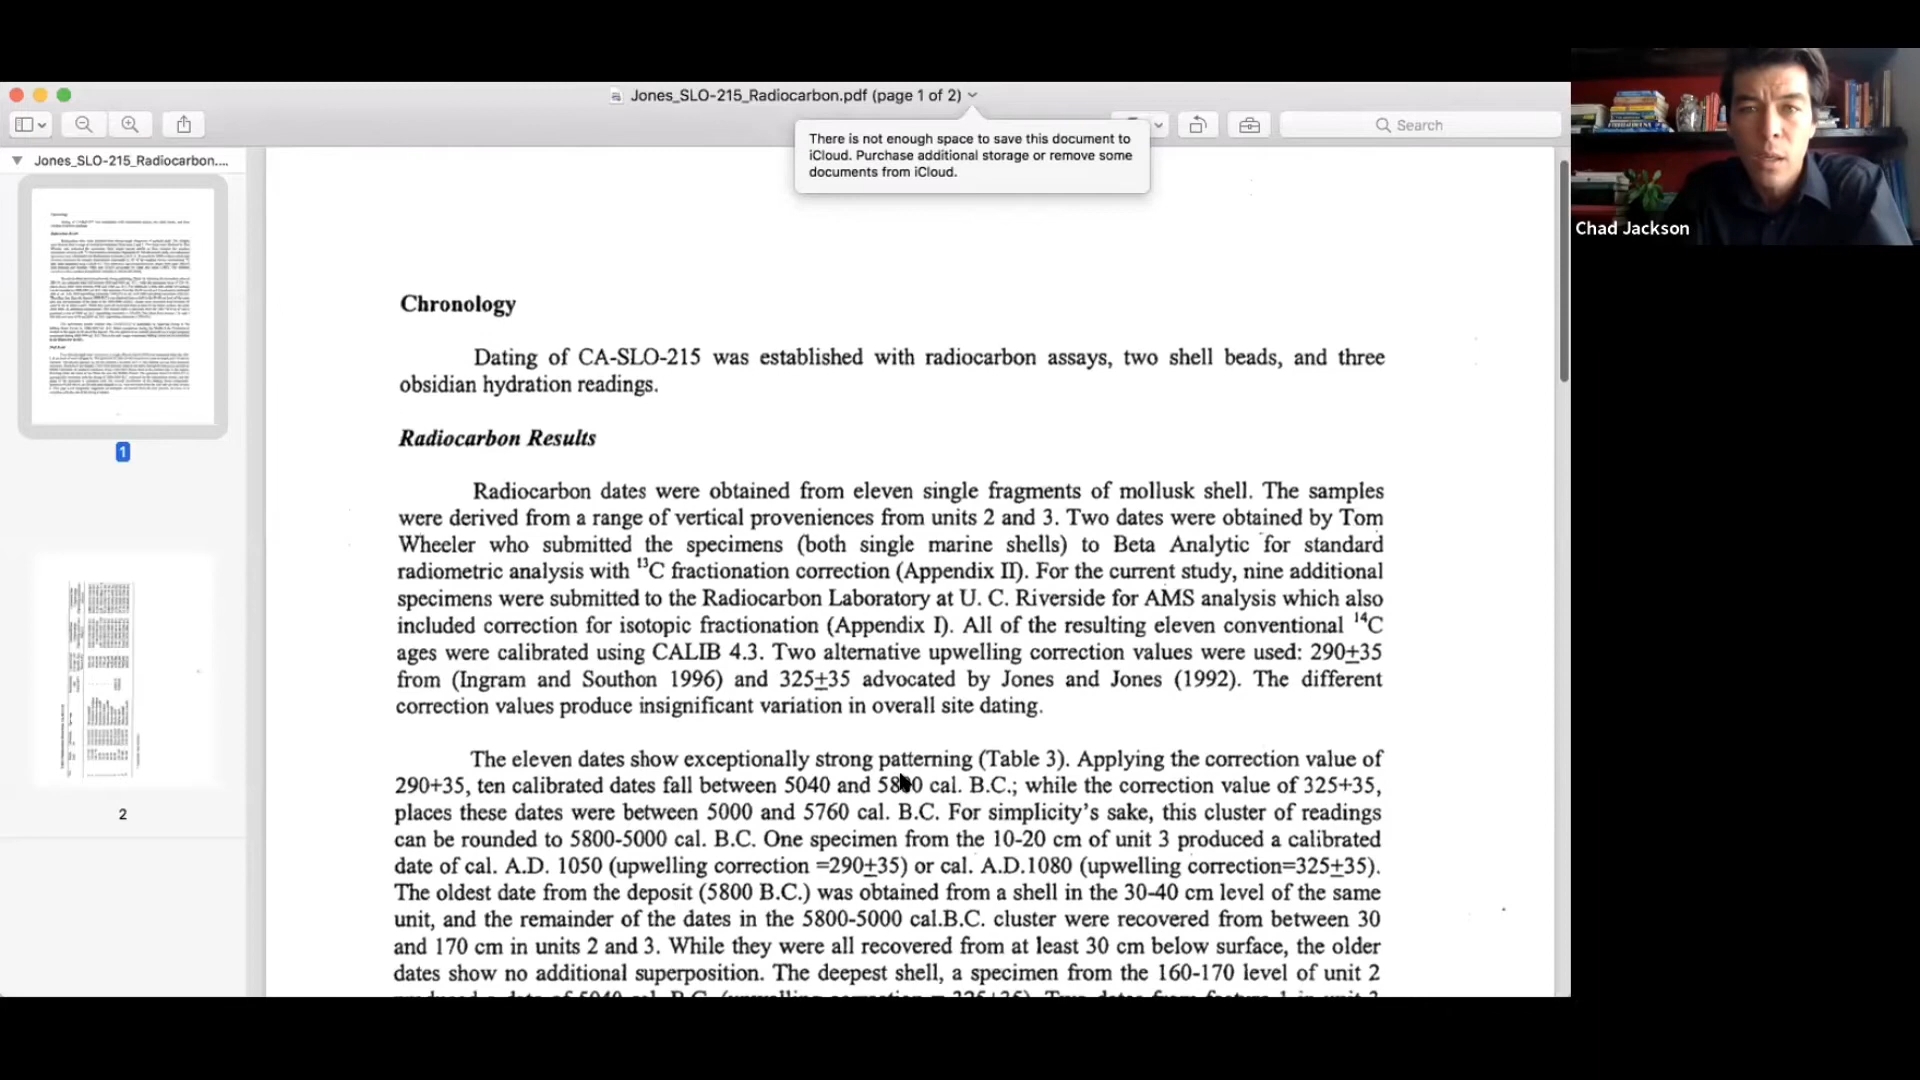 Jones_SLO-215_Radiocarbon.pdf (page 1 of 2)
Search
There is not enough space to save this document to
iCloud. Purchase additional storage or remove some
documents from iCloud.
Jones_SLO-215_Radiocarbon....
1
2
Chronology
Dating of CA-SLO-215 was established with radiocarbon assays, two shell beads, and three
obsidian hydration readings.
Radiocarbon Results
Radiocarbon dates were obtained from eleven single fragments of mollusk shell. The samples
were derived from a range of vertical proveniences from units 2 and 3. Two dates were obtained by Tom
Wheeler who submitted the specimens (both single marine shells) to Beta Analytic for standard
radiometric analysis with ¹³C fractionation correction (Appendix II). For the current study, nine additional
specimens were submitted to the Radiocarbon Laboratory at U. C. Riverside for AMS analysis which also
included correction for isotopic fractionation (Appendix I). All of the resulting eleven conventional ¹⁴C
ages were calibrated using CALIB 4.3. Two alternative upwelling correction values were used: 290±35
from (Ingram and Southon 1996) and 325±35 advocated by Jones and Jones (1992). The different
correction values produce insignificant variation in overall site dating.
The eleven dates show exceptionally strong patterning (Table 3). Applying the correction value of
290+35, ten calibrated dates fall between 5040 and 5800 cal. B.C.; while the correction value of 325+35,
places these dates were between 5000 and 5760 cal. B.C. For simplicity's sake, this cluster of readings
can be rounded to 5800-5000 cal. B.C. One specimen from the 10-20 cm of unit 3 produced a calibrated
date of cal. A.D. 1050 (upwelling correction =290±35) or cal. A.D.1080 (upwelling correction=325±35).
The oldest date from the deposit (5800 B.C.) was obtained from a shell in the 30-40 cm level of the same
unit, and the remainder of the dates in the 5800-5000 cal.B.C. cluster were recovered from between 30
and 170 cm in units 2 and 3. While they were all recovered from at least 30 cm below surface, the older
dates show no additional superposition. The deepest shell, a specimen from the 160-170 level of unit 2
Chad Jackson